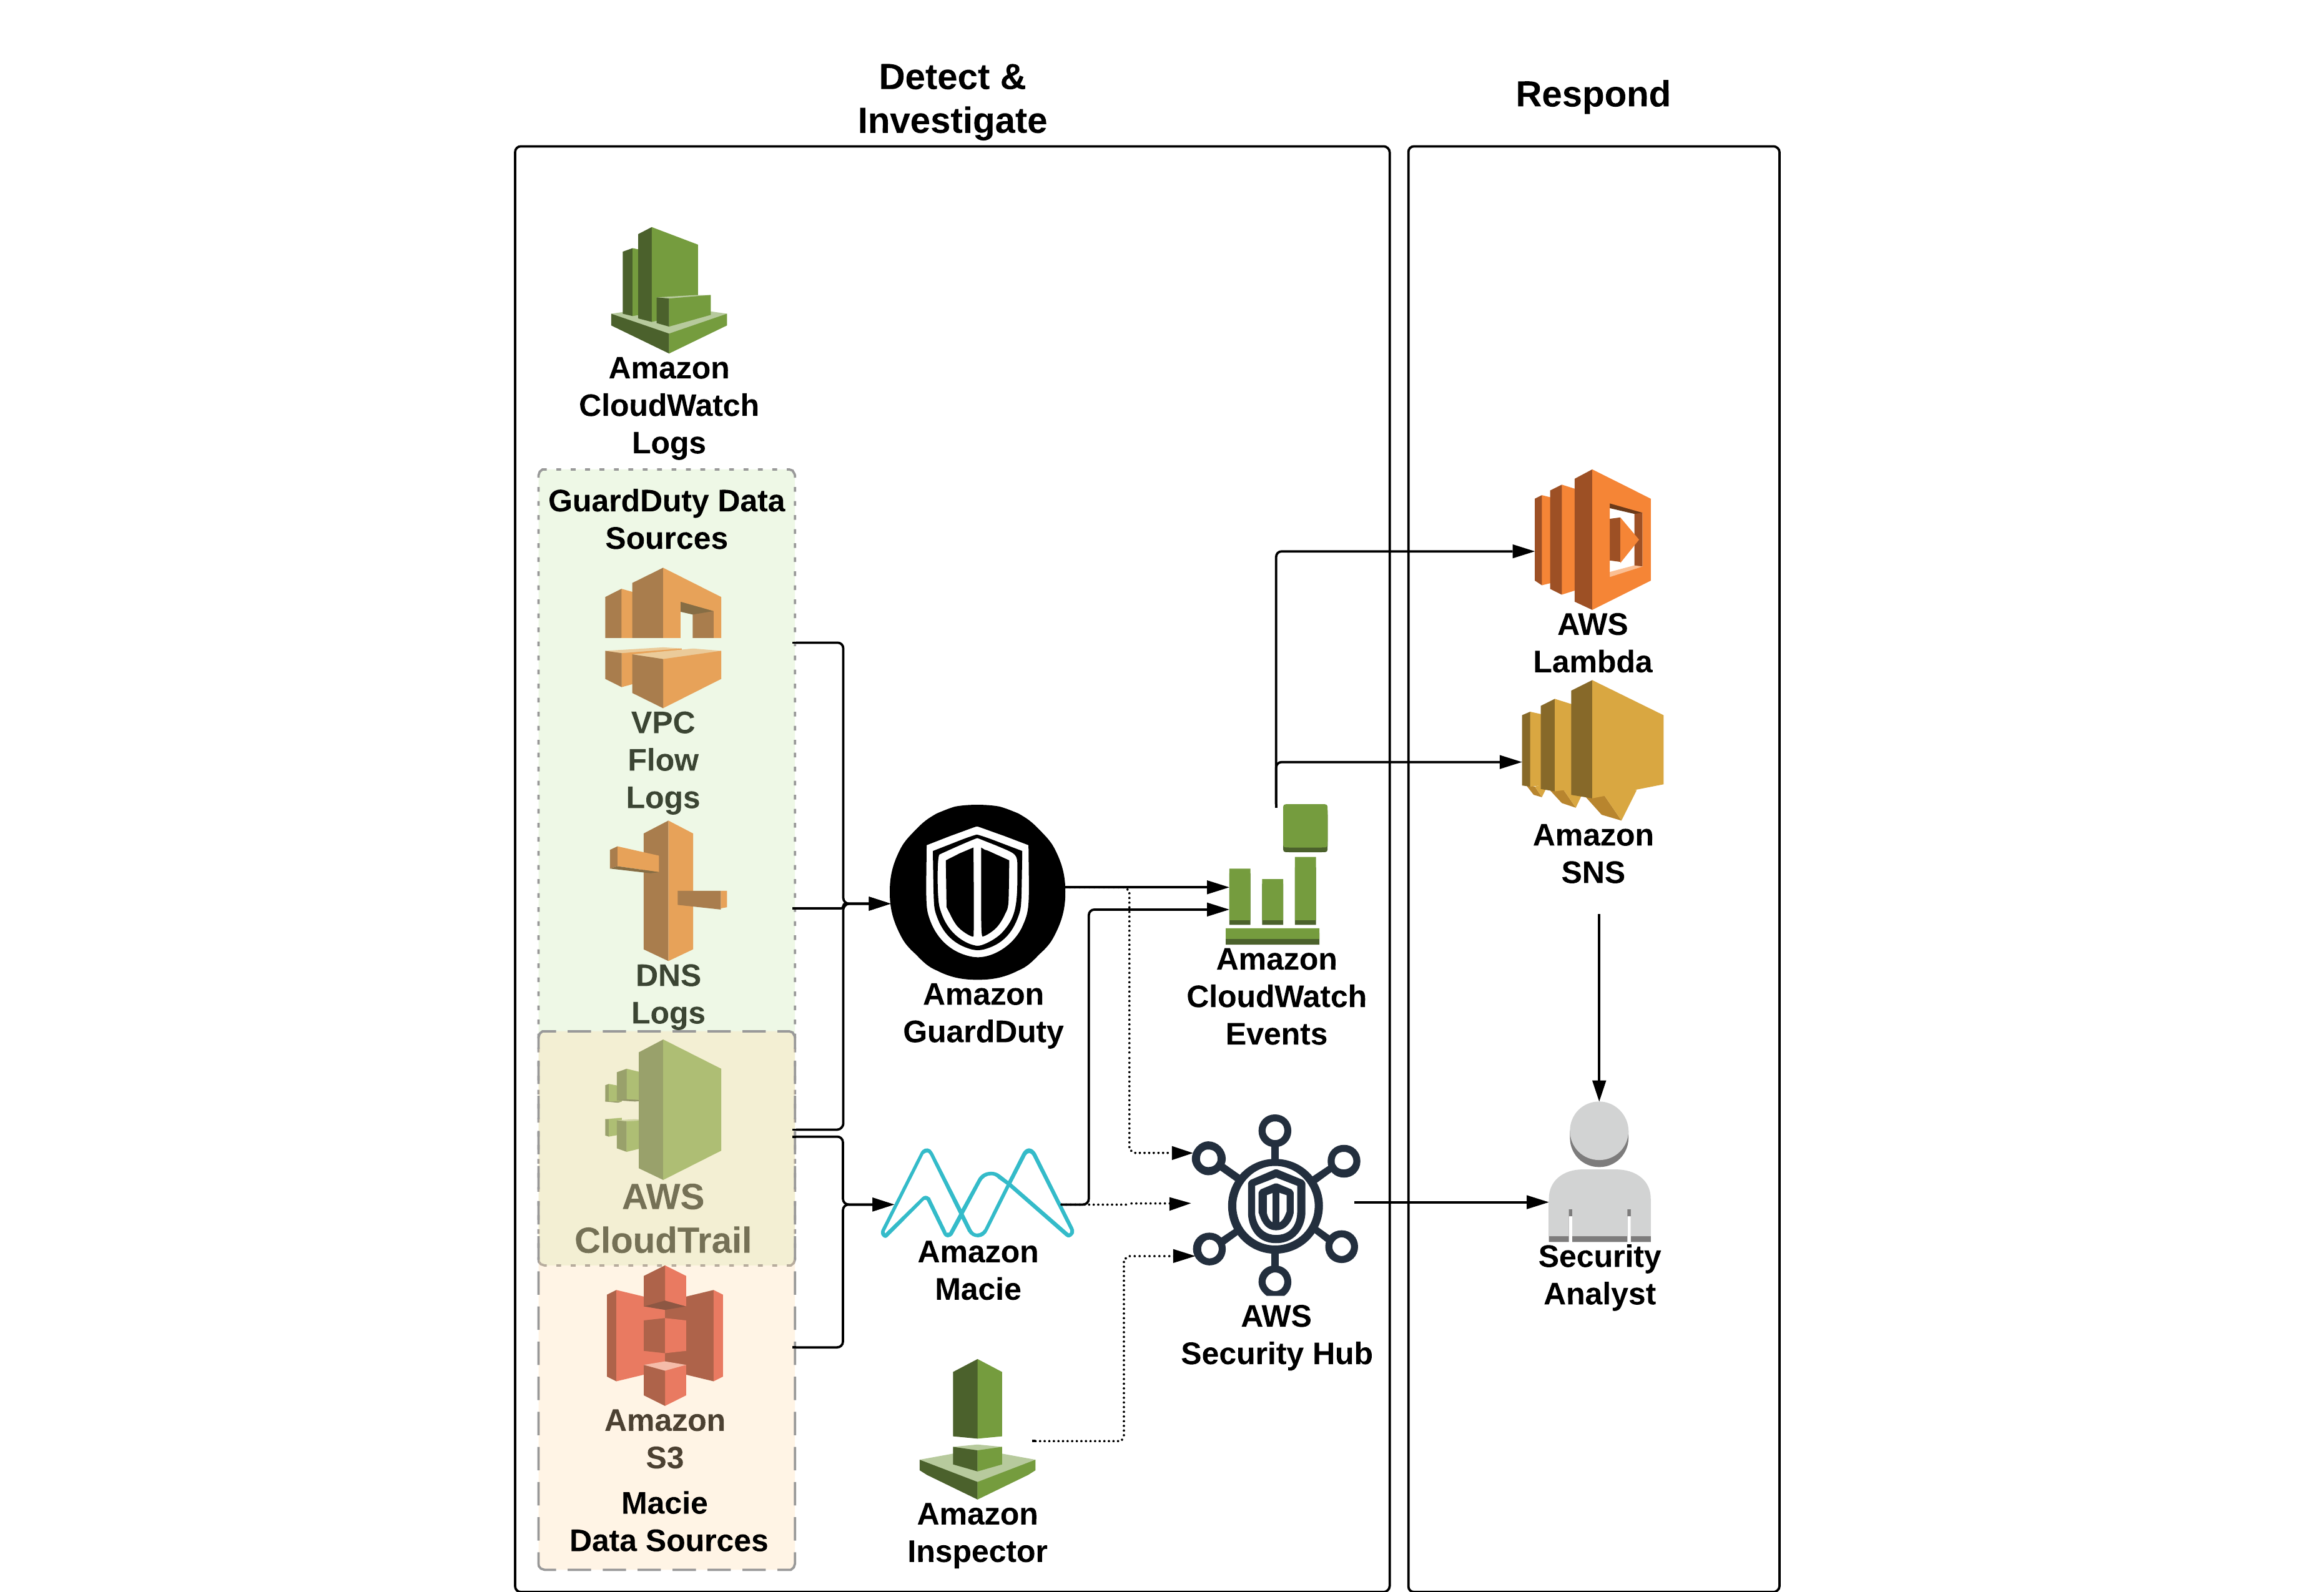 Detect &
Investigate
Respond
Amazon
CloudWatch
Logs
GuardDuty Data
Sources
VPC
Flow
Logs
DNS
Logs
AWS
CloudTrail
Amazon
S3
Macie
Data Sources
Amazon
GuardDuty
Amazon
Macie
Amazon
Inspector
Amazon
CloudWatch
Events
AWS
Security Hub
AWS
Lambda
Amazon
SNS
Security
Analyst